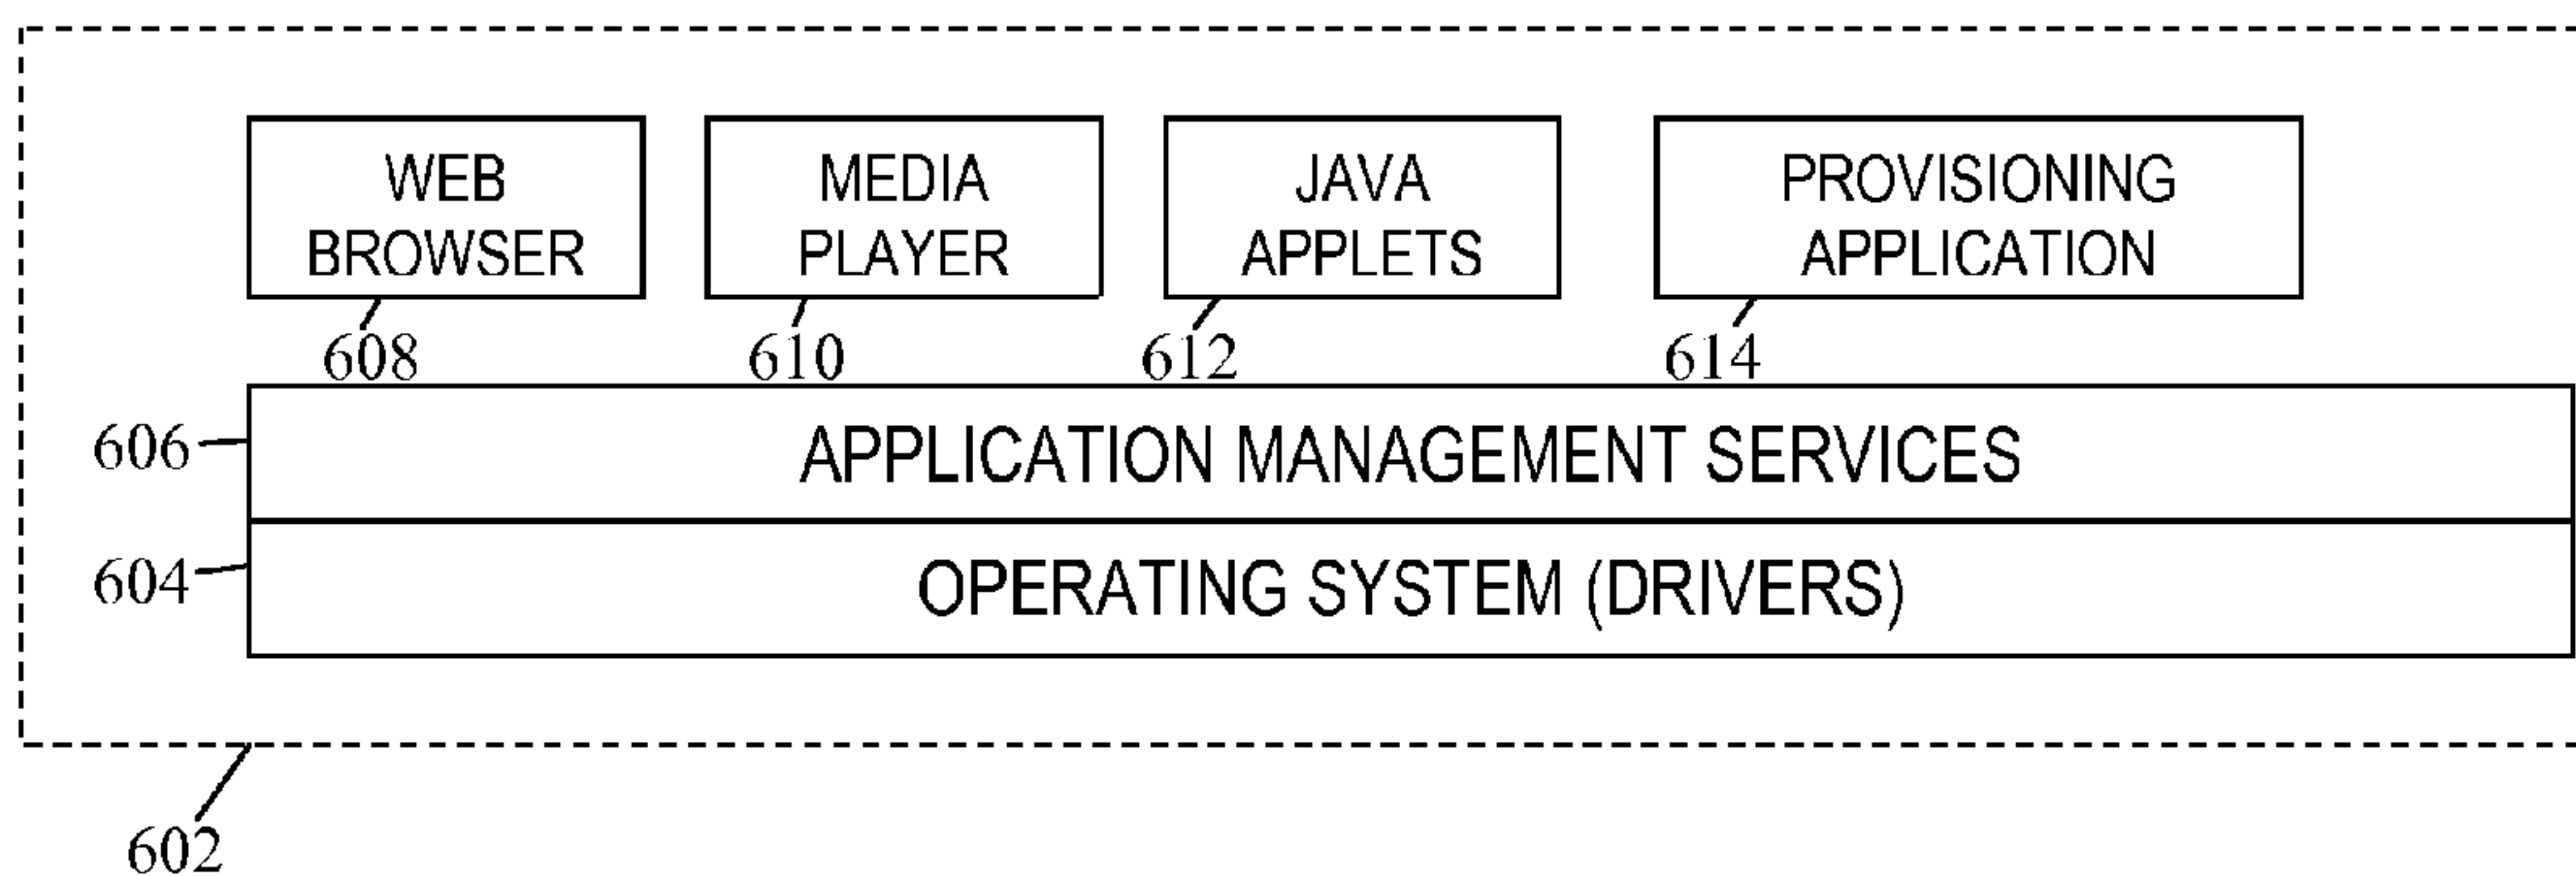 WEB
BROWSER
MEDIA
PLAYER
JAVA
APPLETS
PROVISIONING
APPLICATION
608
610
612
614
606
APPLICATION MANAGEMENT SERVICES
604
OPERATING SYSTEM (DRIVERS)
602